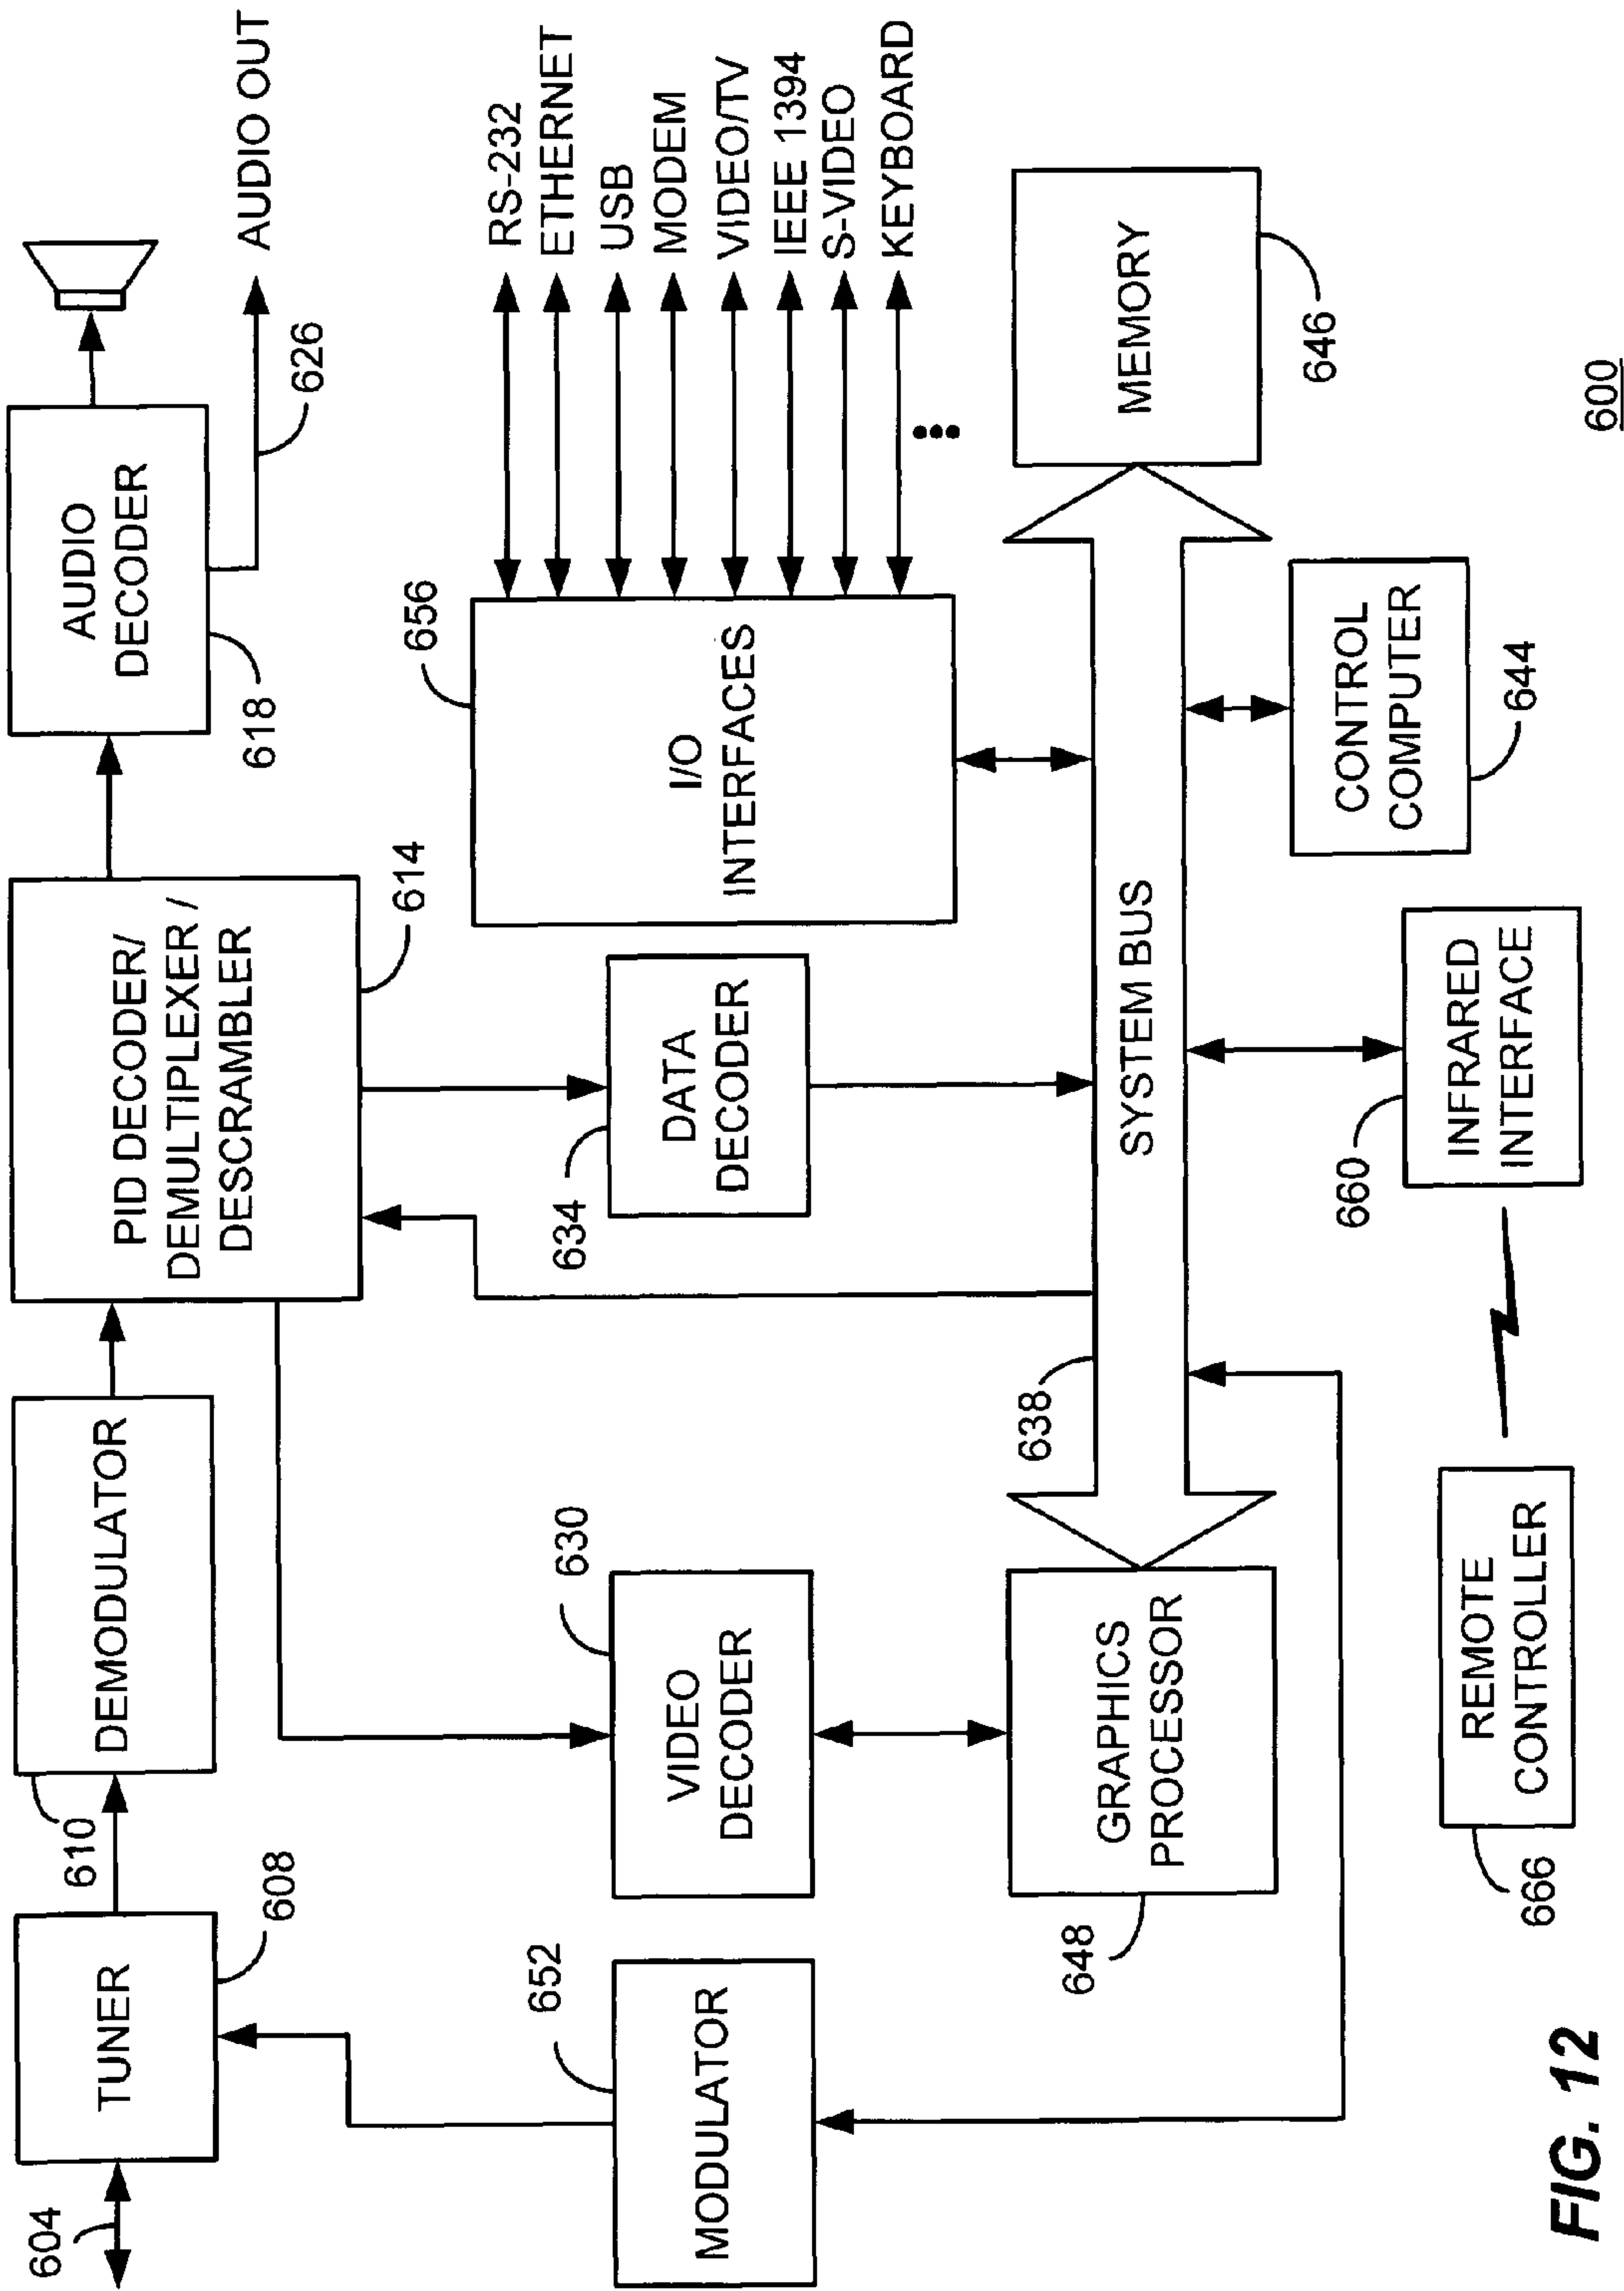 604
TUNER
608
610
DEMODULATOR
PID DECODER/
DEMULTIPLEXER /
DESCRAMBLER
614
AUDIO
DECODER
618
626
AUDIO OUT
652
MODULATOR
630
VIDEO
DECODER
634
DATA
DECODER
656
I/O
INTERFACES
RS-232
ETHERNET
USB
MODEM
VIDEO/TV
IEEE 1394
S-VIDEO
KEYBOARD
648
GRAPHICS
PROCESSOR
638
SYSTEM BUS
MEMORY
646
666
REMOTE
CONTROLLER
660
INFRARED
INTERFACE
CONTROL
COMPUTER
644
FIG. 12
600